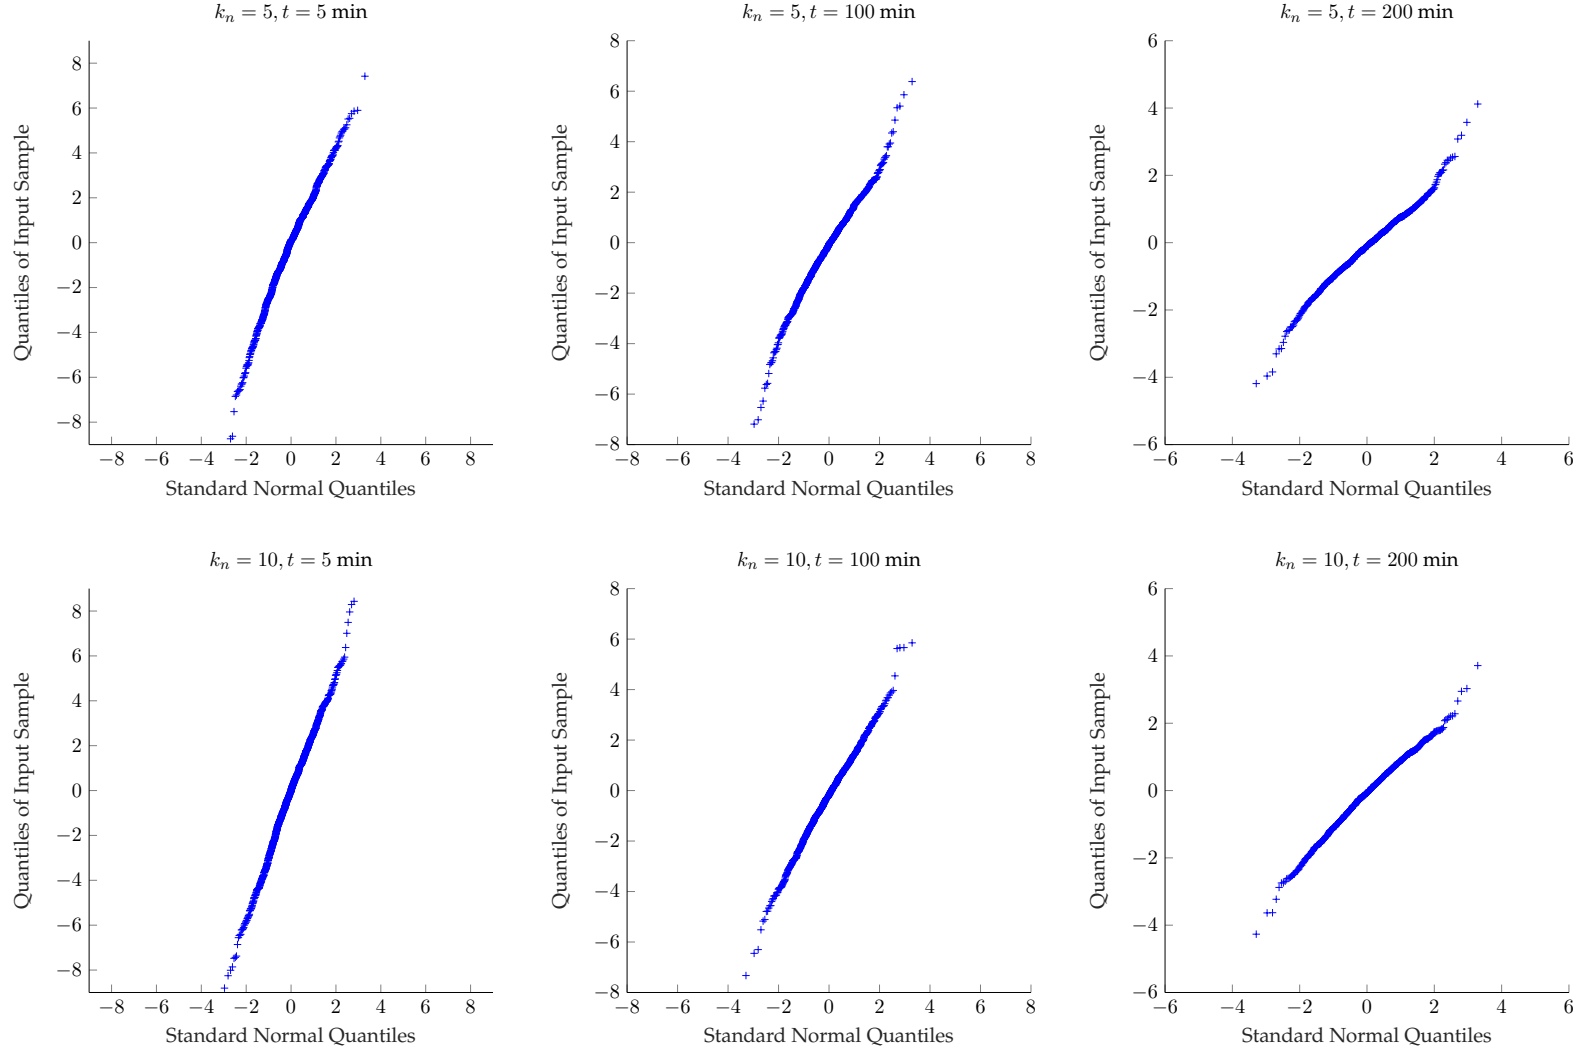 k_n = 5, t = 5 min
8
6
4
2
0
−2
−4
−6
−8
Quantiles of Input Sample
−8 −6 −4 −2 0 2 4 6 8
Standard Normal Quantiles
k_n = 5, t = 100 min
8
6
4
2
0
−2
−4
−6
−8
Quantiles of Input Sample
−8 −6 −4 −2 0 2 4 6 8
Standard Normal Quantiles
k_n = 5, t = 200 min
6
4
2
0
−2
−4
−6
Quantiles of Input Sample
−6 −4 −2 0 2 4 6
Standard Normal Quantiles
k_n = 10, t = 5 min
8
6
4
2
0
−2
−4
−6
−8
Quantiles of Input Sample
−8 −6 −4 −2 0 2 4 6 8
Standard Normal Quantiles
k_n = 10, t = 100 min
8
6
4
2
0
−2
−4
−6
−8
Quantiles of Input Sample
−8 −6 −4 −2 0 2 4 6 8
Standard Normal Quantiles
k_n = 10, t = 200 min
6
4
2
0
−2
−4
−6
Quantiles of Input Sample
−6 −4 −2 0 2 4 6
Standard Normal Quantiles